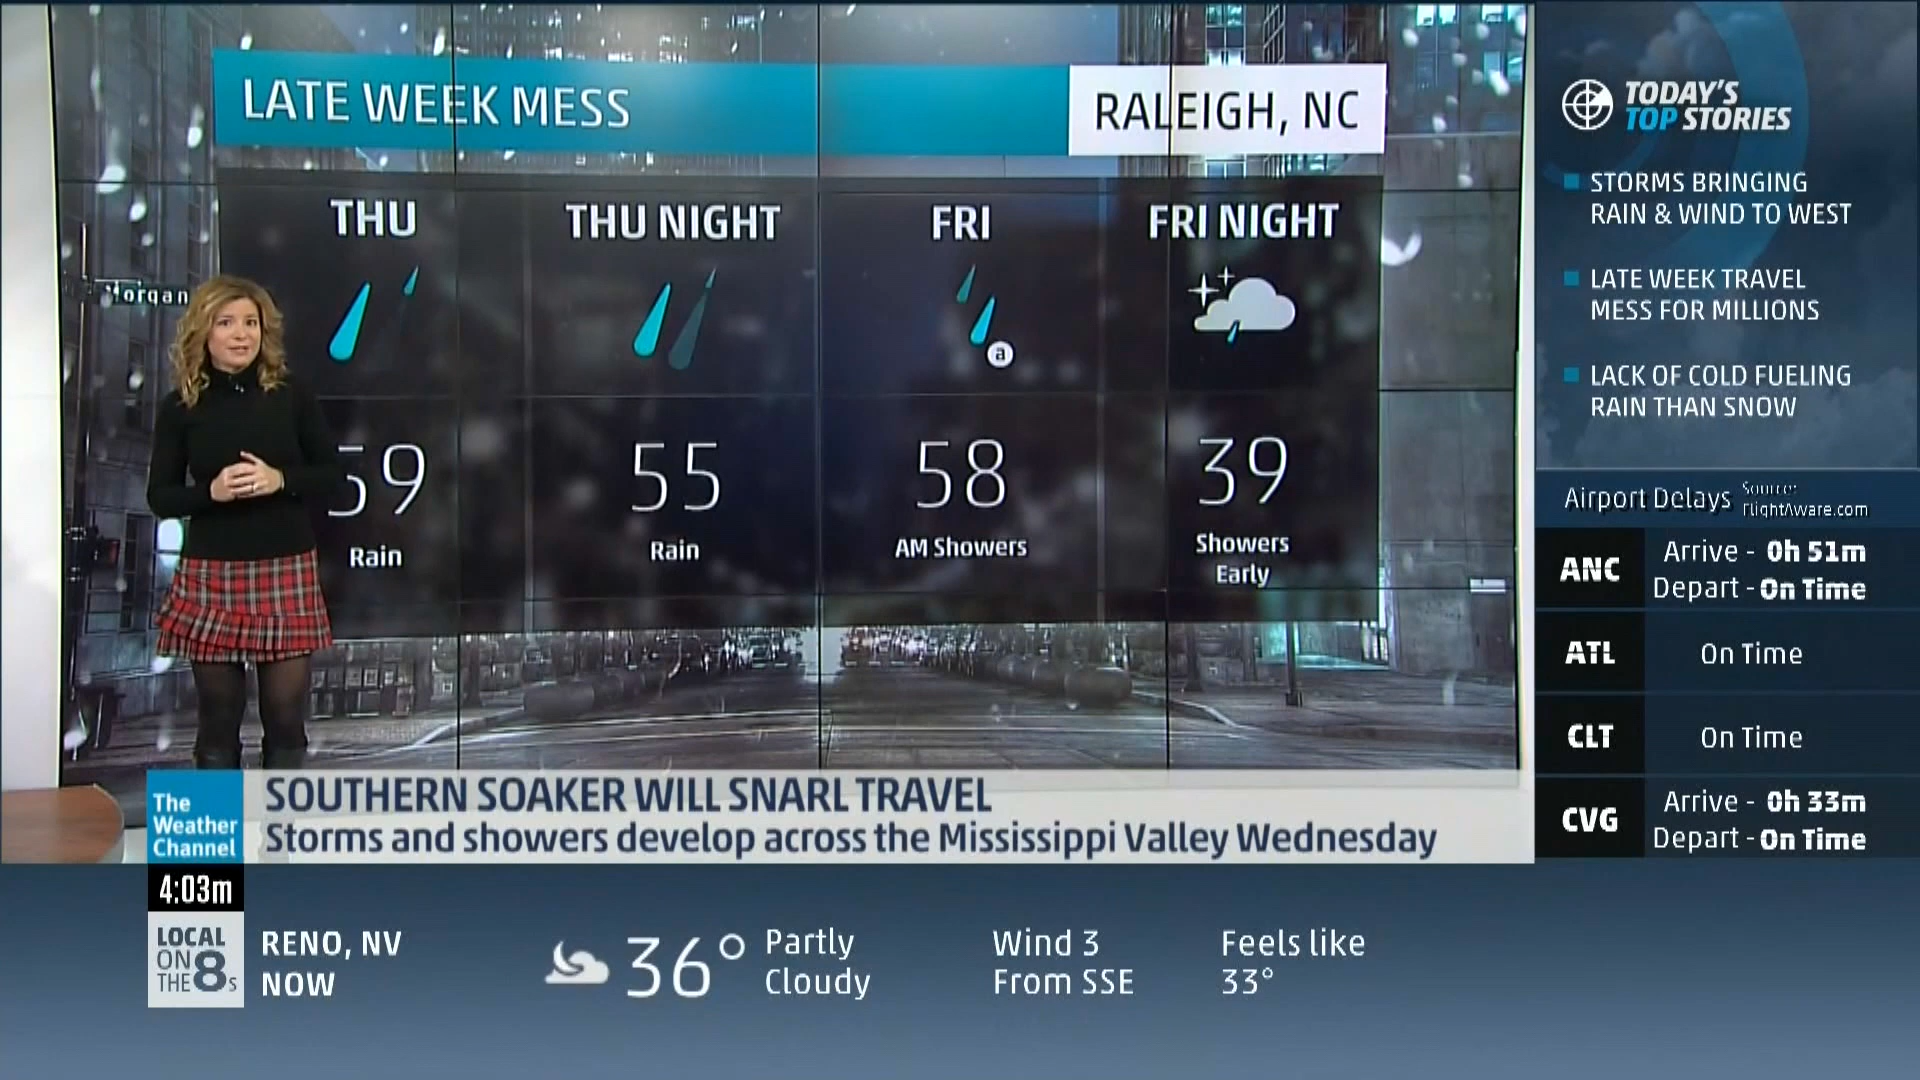 LATE WEEK MESS
RALEIGH, NC
THU
THU NIGHT
FRI
FRI NIGHT
Morgan
a
59
55
58
39
Rain
Rain
AM Showers
Showers
Early
TODAY'S
TOP STORIES
STORMS BRINGING
RAIN & WIND TO WEST
LATE WEEK TRAVEL
MESS FOR MILLIONS
LACK OF COLD FUELING
RAIN THAN SNOW
Airport Delays
Source:
FlightAware.com
ANC
Arrive - 0h 51m
Depart - On Time
ATL
On Time
CLT
On Time
CVG
Arrive - 0h 33m
Depart - On Time
The
Weather
Channel
SOUTHERN SOAKER WILL SNARL TRAVEL
Storms and showers develop across the Mississippi Valley Wednesday
4:03m
LOCAL
ON
THE 8s
RENO, NV
NOW
36°
Partly
Cloudy
Wind 3
From SSE
Feels like
33°